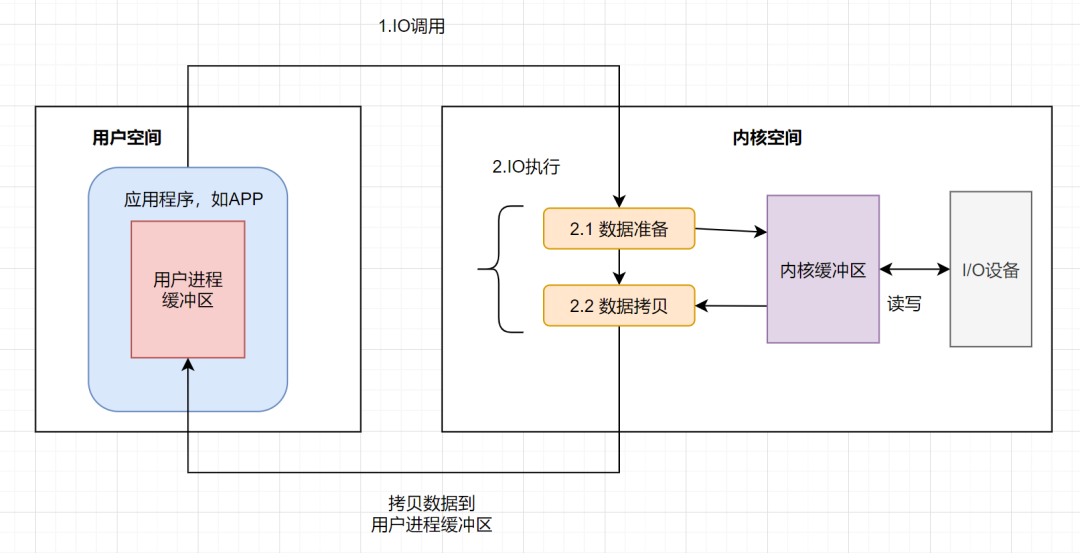 1.IO调用
用户空间
内核空间
2.IO执行
应用程序，如APP
2.1 数据准备
用户进程
缓冲区
内核缓冲区
I/O设备
2.2 数据拷贝
读写
拷贝数据到
用户进程缓冲区